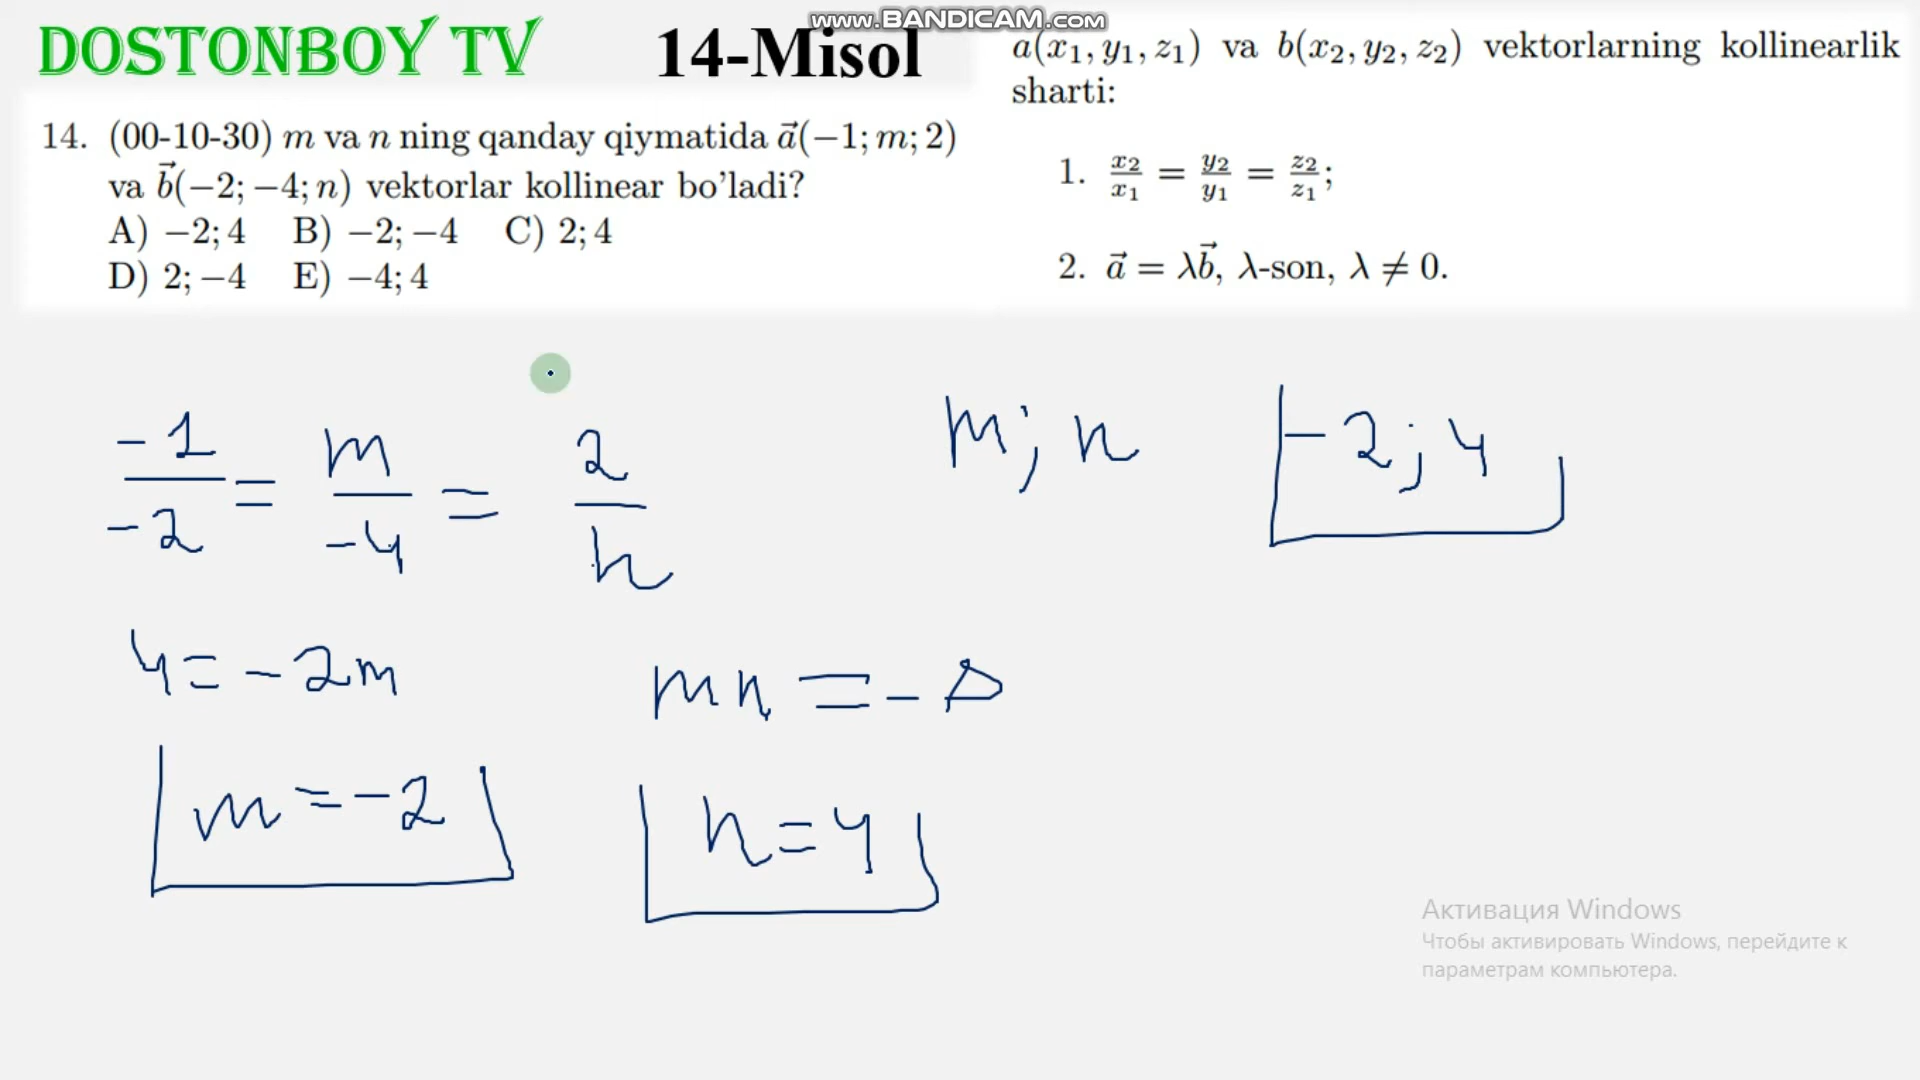 www.BANDICAM.com
DOSTONBOY TV
14-Misol
14. (00-10-30) m va n ning qanday qiymatida a⃗(−1; m; 2)
va b⃗(−2; −4; n) vektorlar kollinear bo'ladi?
A) −2; 4 B) −2; −4 C) 2; 4
D) 2; −4 E) −4; 4
a(x₁, y₁, z₁) va b(x₂, y₂, z₂) vektorlarning kollinearlik
sharti:
1. x₂/x₁ = y₂/y₁ = z₂/z₁;
2. a⃗ = λb⃗, λ-son, λ ≠ 0.
-1/-2 = m/-4 = 2/n
m; n
-2; 4
4 = -2m
mn = -8
m = -2
n = 4
Активация Windows
Чтобы активировать Windows, перейдите к
параметрам компьютера.